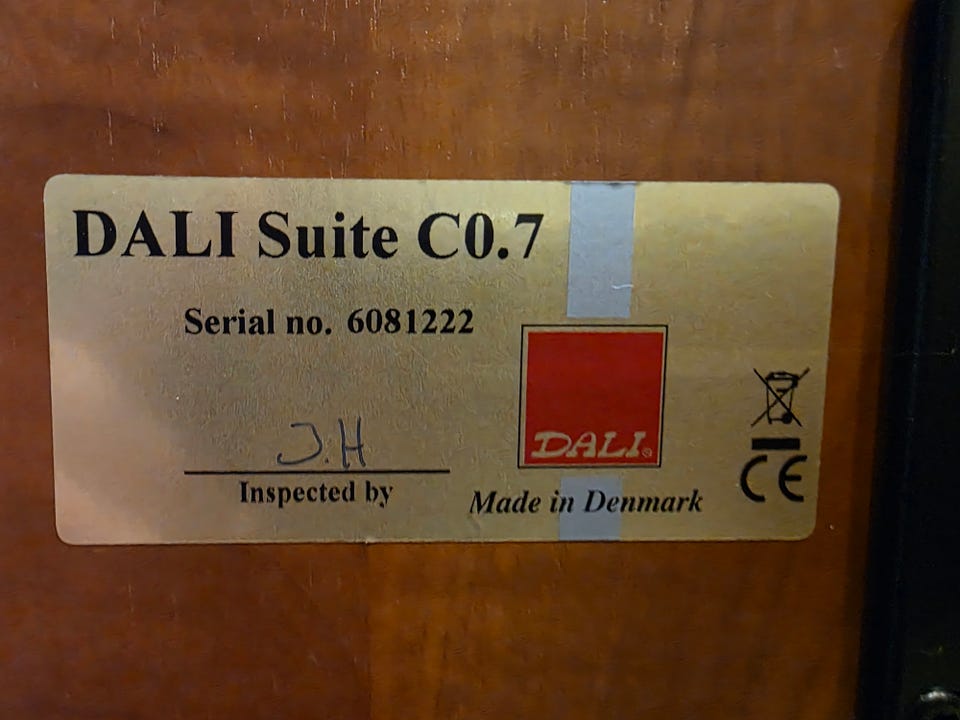 DALI Suite C0.7
Serial no. 6081222
J.H
Inspected by
DALI®
Made in Denmark
CE